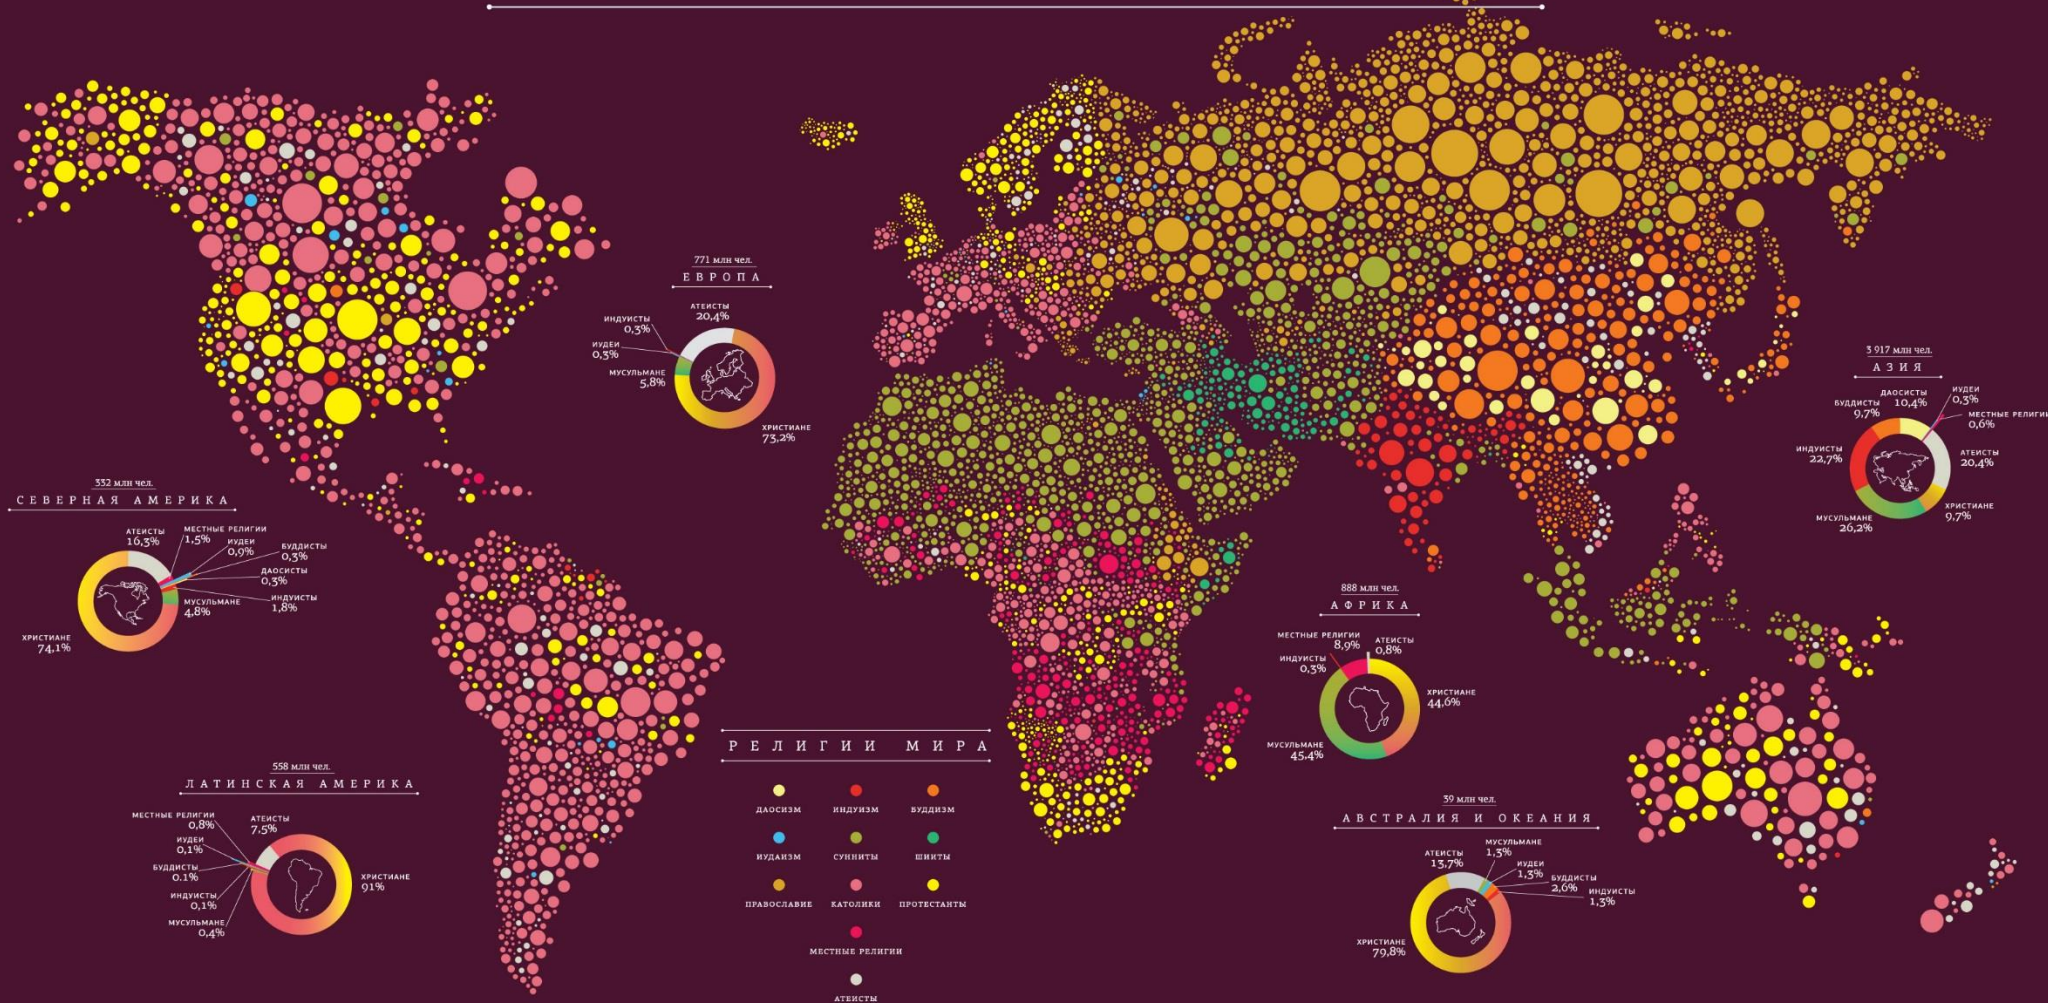 771 млн чел.
ЕВРОПА
АТЕИСТЫ
20,4%
ИНДУИСТЫ
0,3%
ИУДЕИ
0,3%
МУСУЛЬМАНЕ
5,8%
ХРИСТИАНЕ
73,2%
3 917 млн чел.
АЗИЯ
ДАОСИСТЫ
10,4%
ИУДЕИ
0,3%
БУДДИСТЫ
9,7%
МЕСТНЫЕ РЕЛИГИИ
0,6%
ИНДУИСТЫ
22,7%
АТЕИСТЫ
20,4%
МУСУЛЬМАНЕ
26,2%
ХРИСТИАНЕ
9,7%
332 млн чел.
СЕВЕРНАЯ АМЕРИКА
АТЕИСТЫ
16,3%
МЕСТНЫЕ РЕЛИГИИ
1,5%
ИУДЕИ
0,9%
БУДДИСТЫ
0,3%
ДАОСИСТЫ
0,3%
ИНДУИСТЫ
1,8%
МУСУЛЬМАНЕ
4,8%
ХРИСТИАНЕ
74,1%
888 млн чел.
АФРИКА
МЕСТНЫЕ РЕЛИГИИ
8,9%
АТЕИСТЫ
0,8%
ИНДУИСТЫ
0,3%
ХРИСТИАНЕ
44,6%
МУСУЛЬМАНЕ
45,4%
558 млн чел.
ЛАТИНСКАЯ АМЕРИКА
МЕСТНЫЕ РЕЛИГИИ
0,8%
АТЕИСТЫ
7,5%
ИУДЕИ
0,1%
БУДДИСТЫ
0.1%
ИНДУИСТЫ
0,1%
МУСУЛЬМАНЕ
0,4%
ХРИСТИАНЕ
91%
РЕЛИГИИ МИРА
ДАОСИЗМ ИНДУИЗМ БУДДИЗМ
ИУДАИЗМ СУННИТЫ ШИИТЫ
ПРАВОСЛАВИЕ КАТОЛИКИ ПРОТЕСТАНТЫ
МЕСТНЫЕ РЕЛИГИИ
АТЕИСТЫ
39 млн чел.
АВСТРАЛИЯ И ОКЕАНИЯ
АТЕИСТЫ
13,7%
МУСУЛЬМАНЕ
1,3%
ИУДЕИ
1,3%
БУДДИСТЫ
2,6%
ИНДУИСТЫ
1,3%
ХРИСТИАНЕ
79,8%